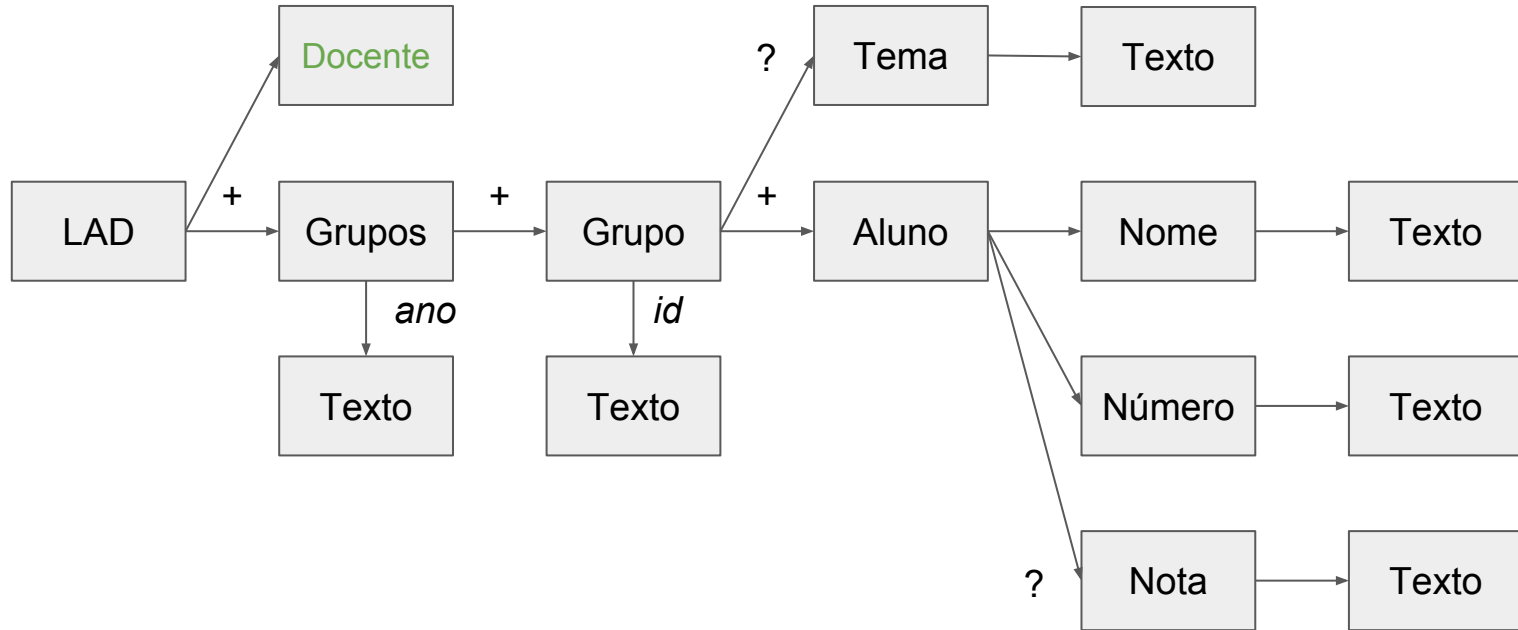 Docente
?
Tema
Texto
LAD
+
Grupos
+
Grupo
+
Aluno
Nome
Texto
ano
id
Texto
Texto
Número
Texto
?
Nota
Texto